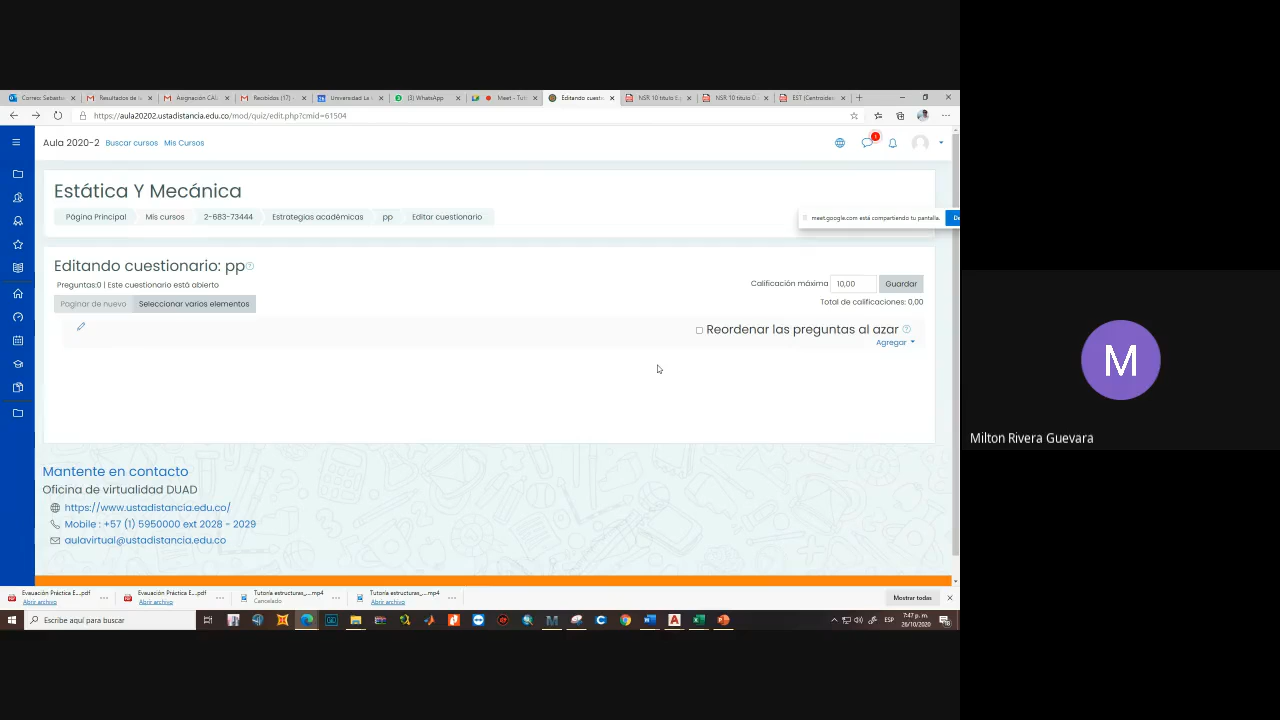 Correo: Sebasti
Resultados de la
Asignación CAL
Recibidos (17)
Universidad La
(3) WhatsApp
Meet – Tut
Editando cuesti
NSR 10 titulo E.p
NSR 10 titulo D
EST (Centroide
https://aula20202.ustadistancia.edu.co/mod/quiz/edit.php?cmid=61504
Aula 2020-2
Buscar cursos
Mis Cursos
Estática Y Mecánica
Página Principal
Mis cursos
2-683-73444
Estrategias académicas
pp
Editar cuestionario
meet.google.com está compartiendo tu pantalla.
De
Editando cuestionario: pp
Preguntas:0 | Este cuestionario está abierto
Calificación máxima
10,00
Guardar
Paginar de nuevo
Seleccionar varios elementos
Total de calificaciones: 0,00
Reordenar las preguntas al azar
Agregar
M
Milton Rivera Guevara
Mantente en contacto
Oficina de virtualidad DUAD
https://www.ustadistancia.edu.co/
Mobile : +57 (1) 5950000 ext 2028 - 2029
aulavirtual@ustadistancia.edu.co
Evauación Práctica E....pdf
Abrir archivo
Evauación Práctica E....pdf
Abrir archivo
Tutoría estructuras_....mp4
Cancelado
Tutoría estructuras_....mp4
Abrir archivo
Mostrar todas
Escribe aquí para buscar
ESP
7:47 p. m.
26/10/2020